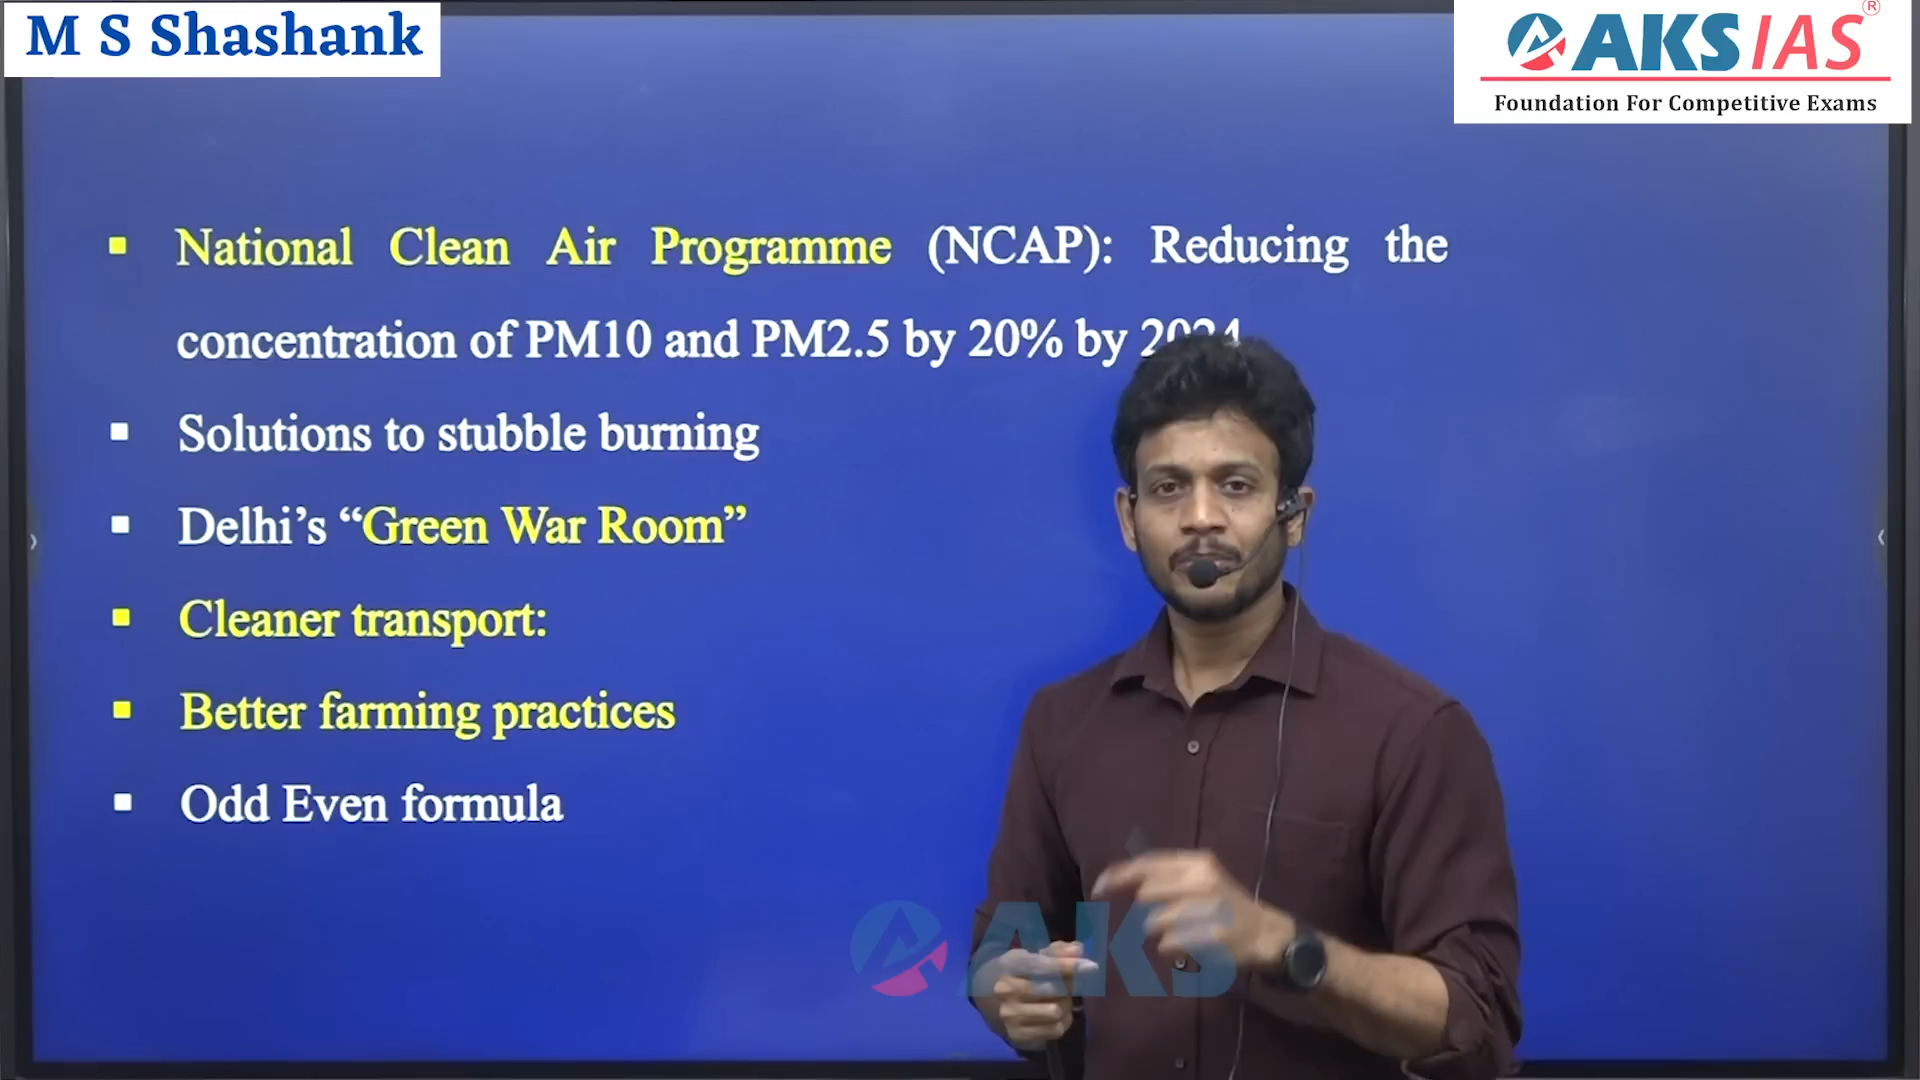 M S Shashank
AKS IAS®
Foundation For Competitive Exams
▪ National Clean Air Programme (NCAP): Reducing the
concentration of PM10 and PM2.5 by 20% by 2024
▪ Solutions to stubble burning
▪ Delhi’s “Green War Room”
▪ Cleaner transport:
▪ Better farming practices
▪ Odd Even formula
AKS